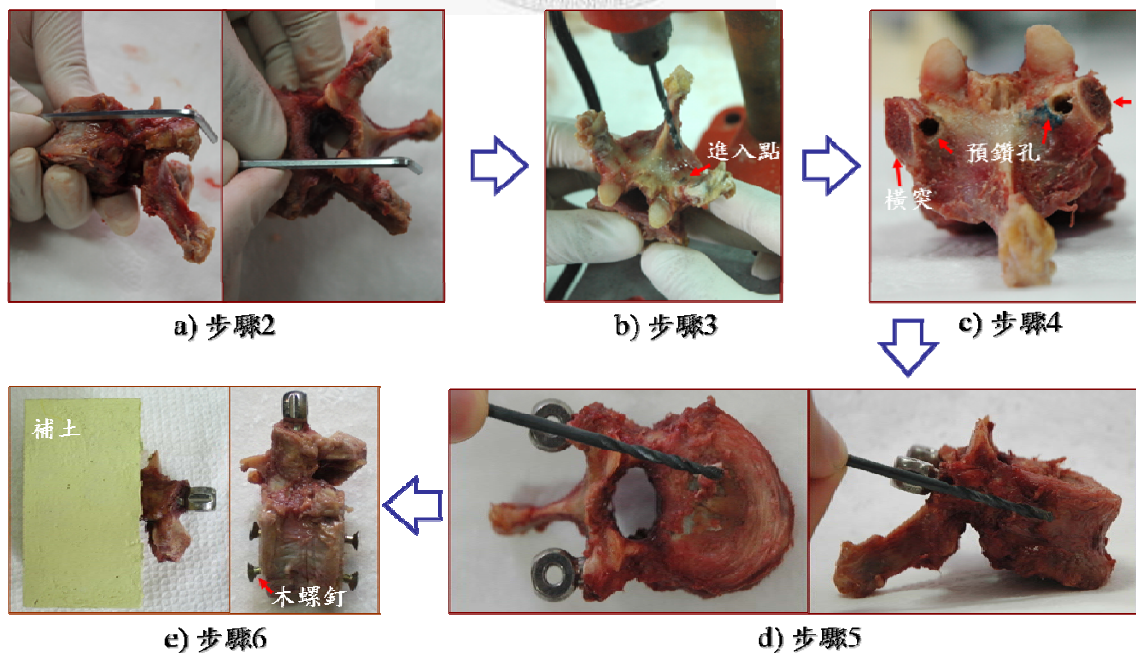 進入點
預鑽孔
橫突
a) 步驟2
b) 步驟3
c) 步驟4
補土
木螺釘
e) 步驟6
d) 步驟5